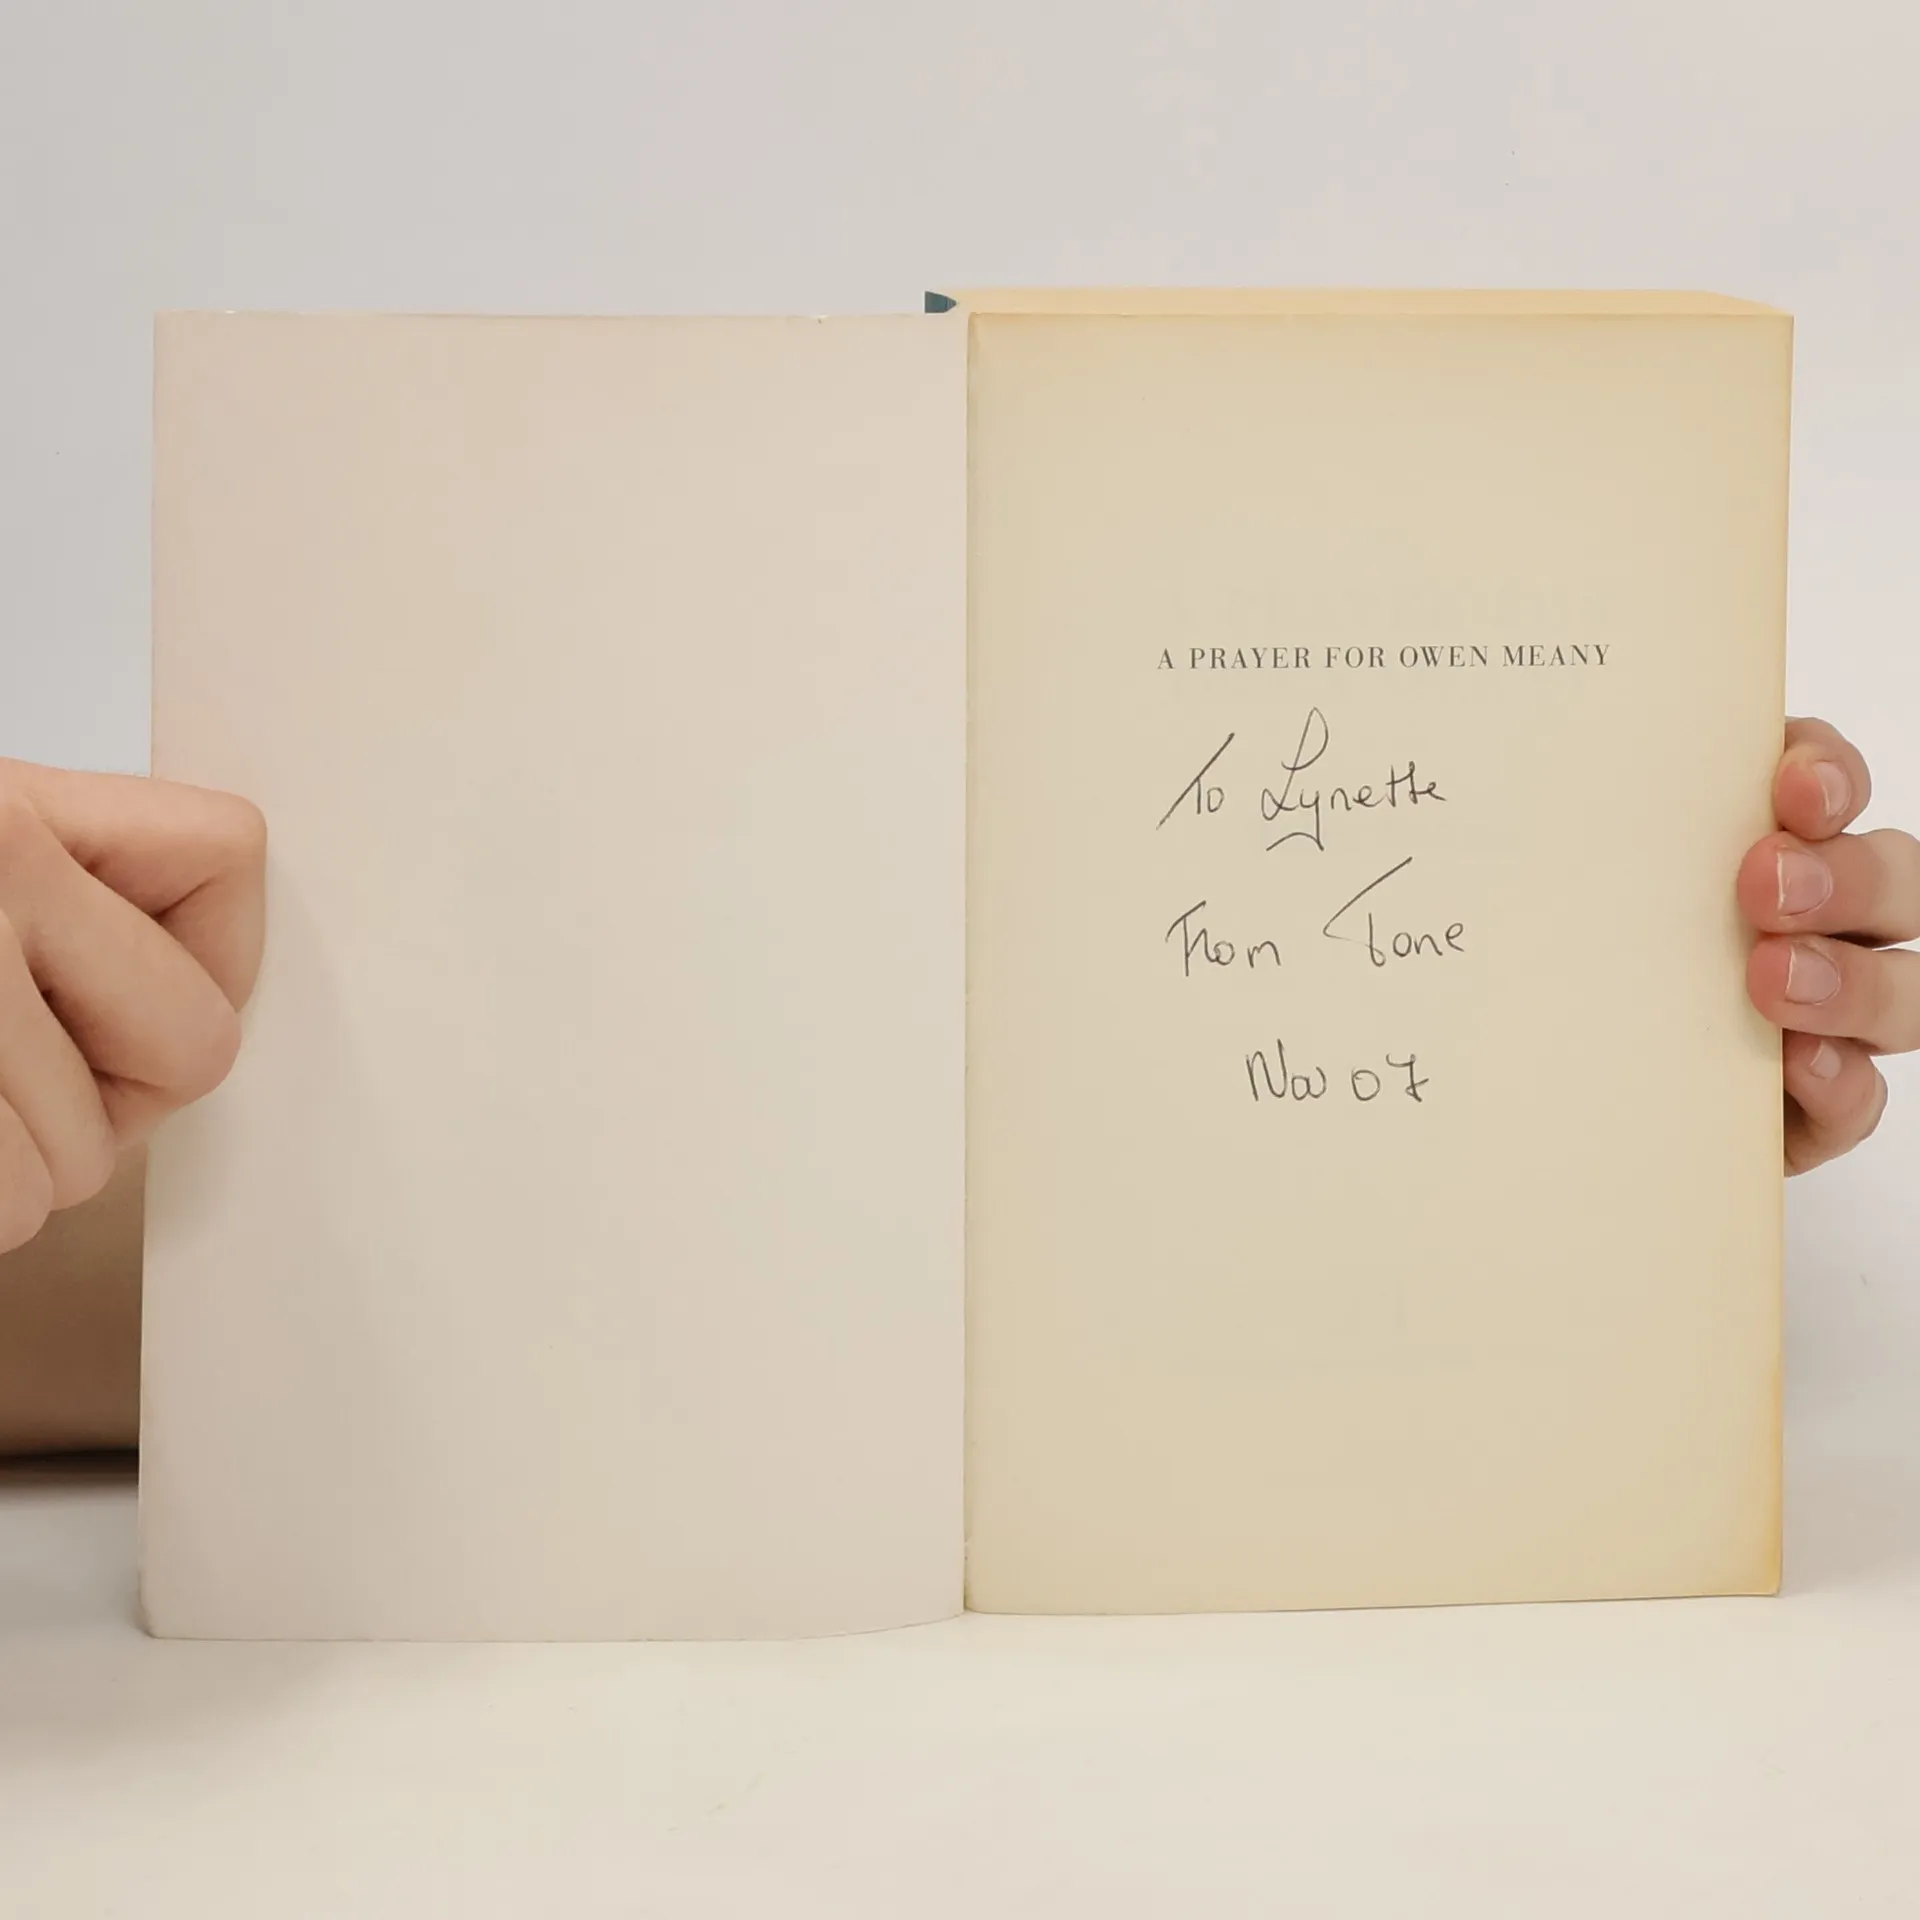 A PRAYER FOR OWEN MEANY
To Lynette
From Tone
Nov 07